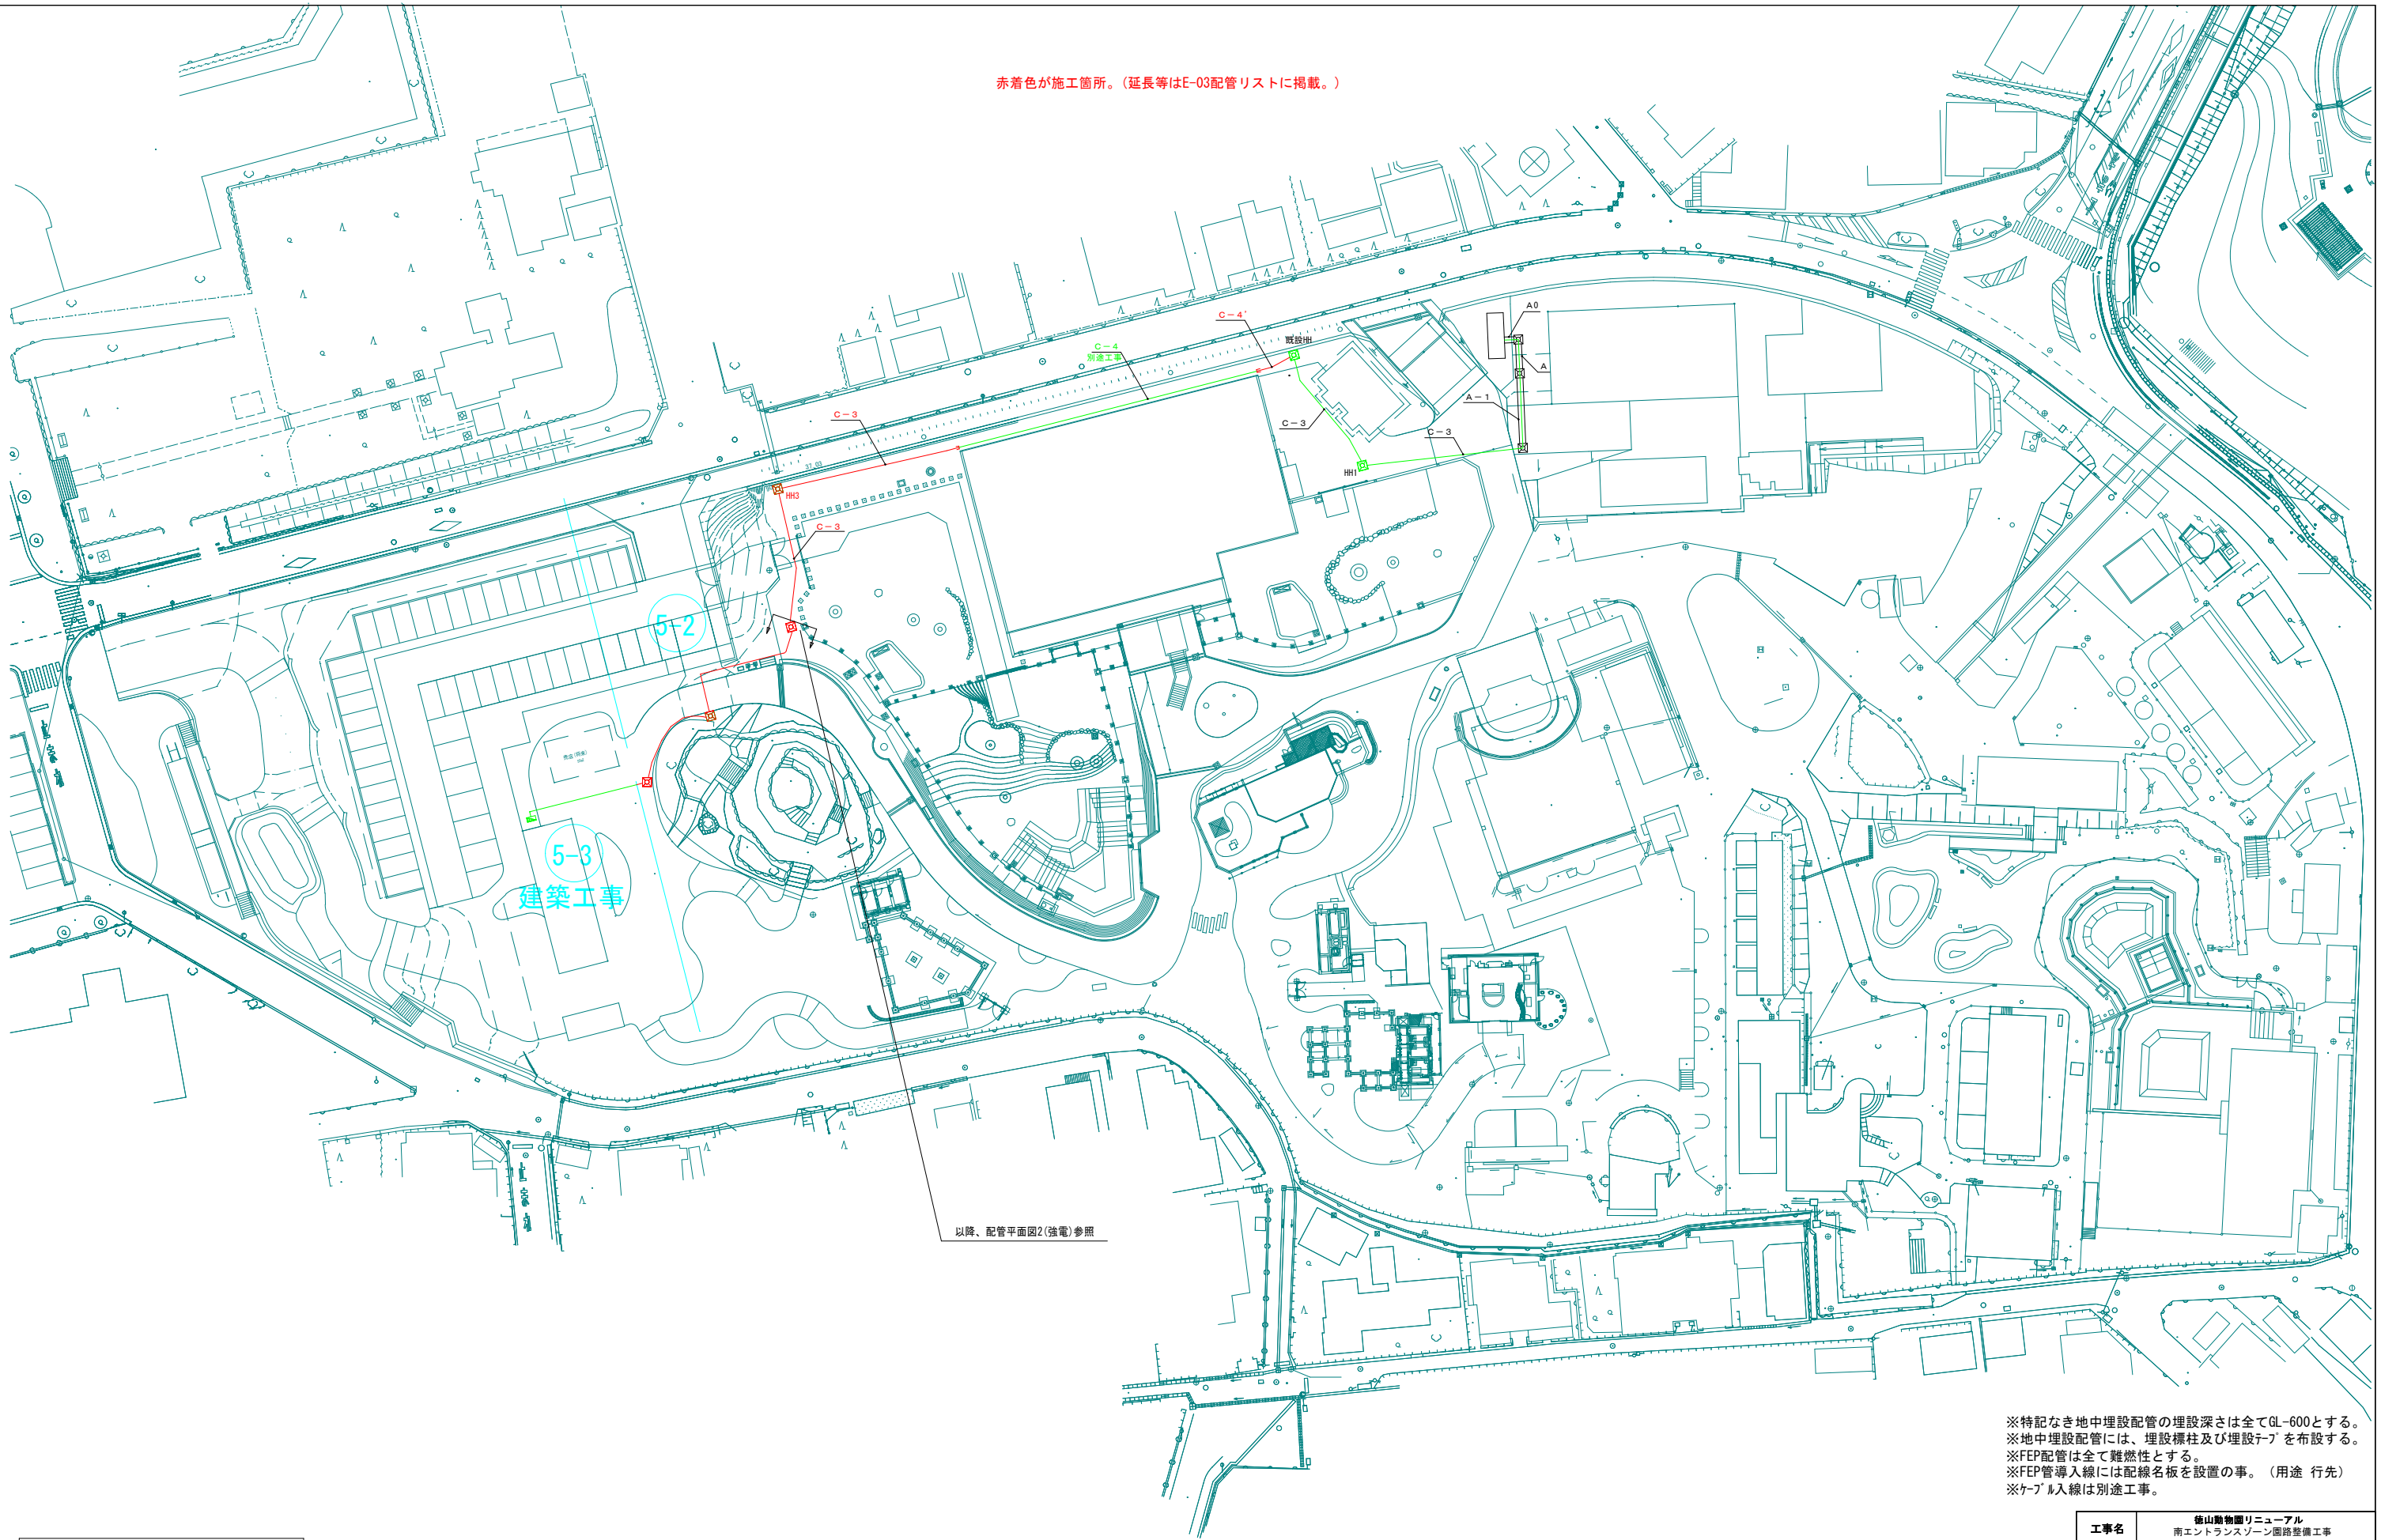 赤着色が施工箇所。(延長等はE-03配管リストに掲載。)
A0
C-4'
既設HH
C-4
別途工事
A
A-1
C-3
C-3
C-3
HH1
37.03
HH3
C-3
5-2
5-3
建築工事
以降、配管平面図2(強電)参照
※特記なき地中埋設配管の埋設深さは全てGL-600とする。
※地中埋設配管には、埋設標柱及び埋設ﾃｰﾌﾟを布設する。
※FEP配管は全て難燃性とする。
※FEP管導入線には配線名板を設置の事。（用途 行先）
※ｹｰﾌﾞﾙ入線は別途工事。
工事名
徳山動物園リニューアル
南エントランスゾーン園路整備工事